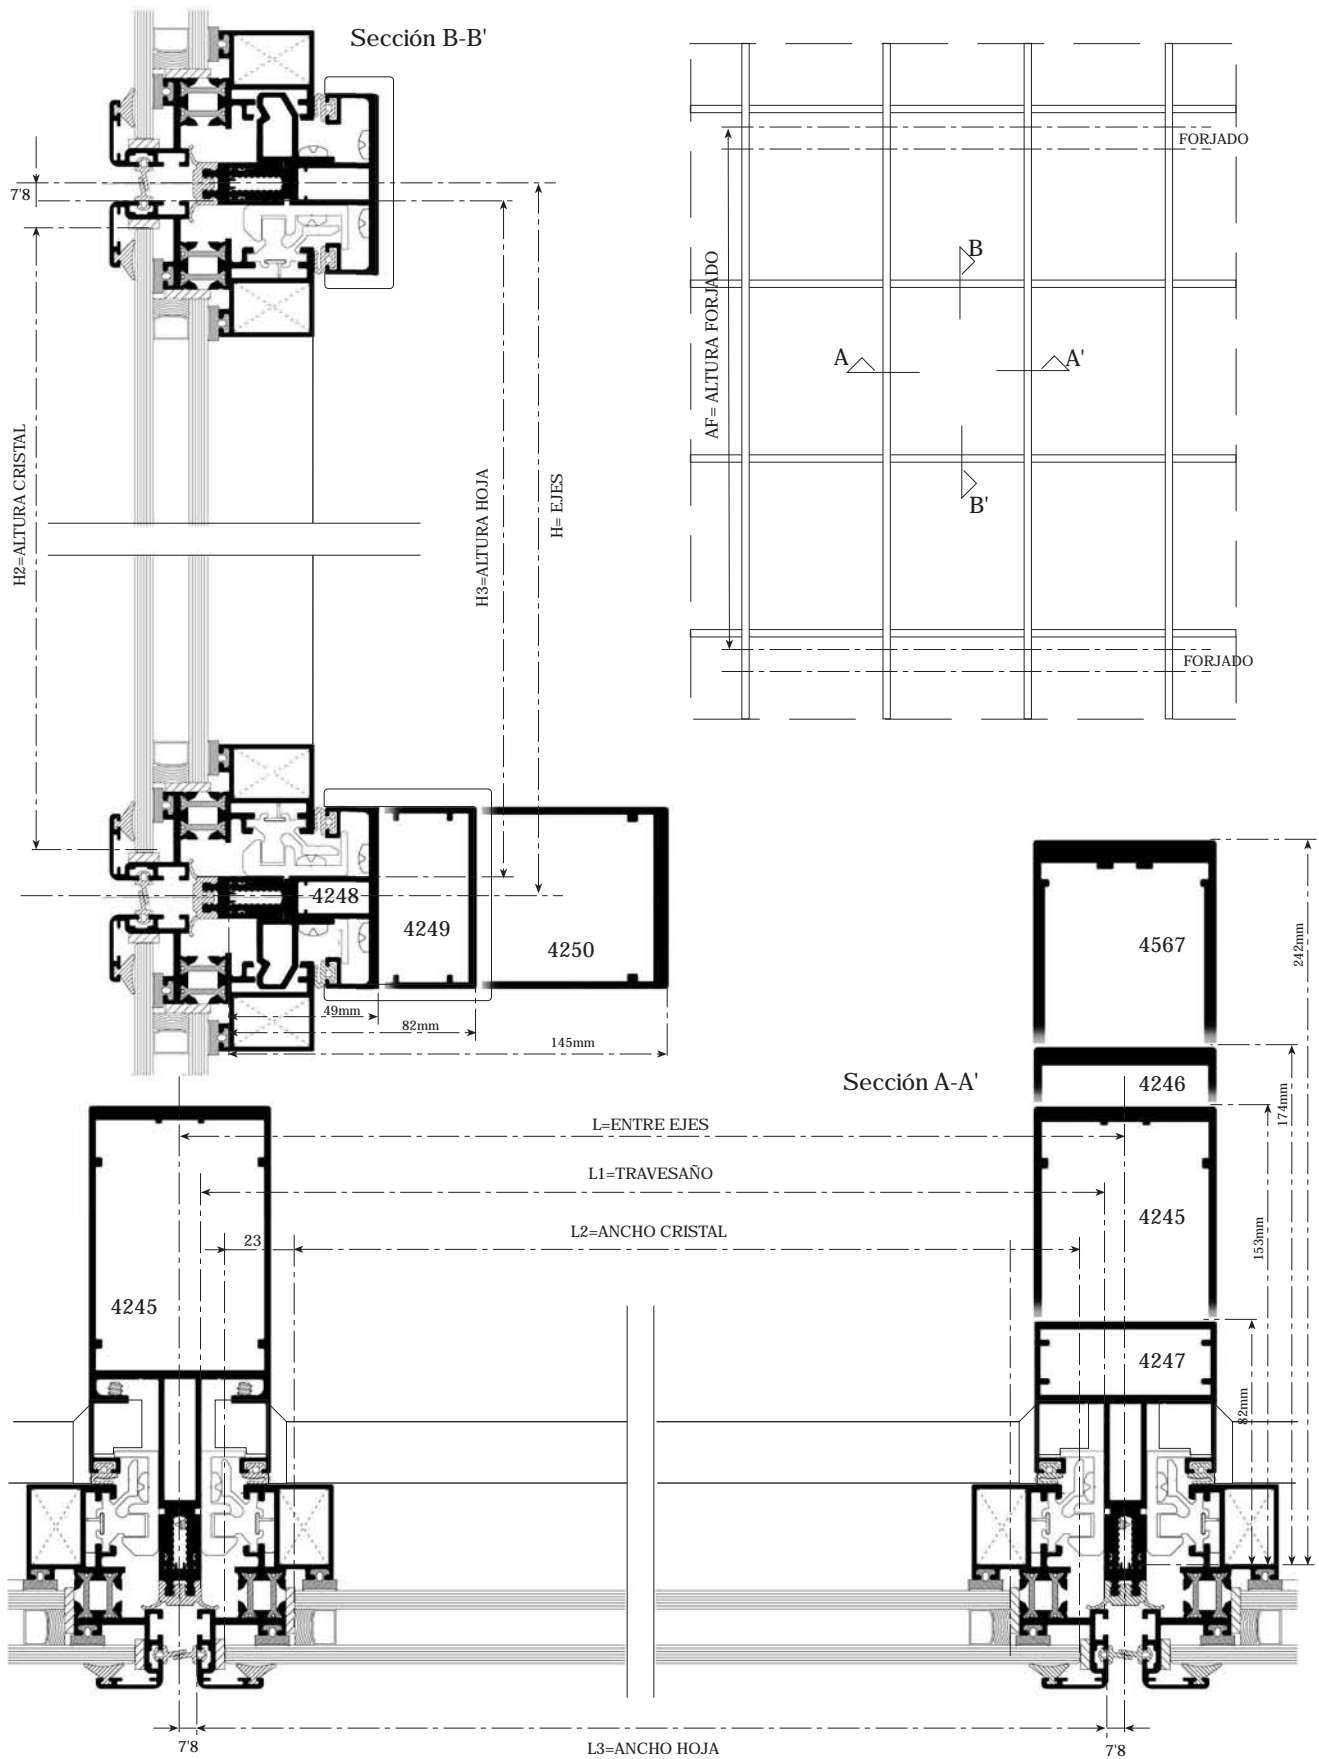 Sección B-B'
7'8
H2=ALTURA CRISTAL
H3=ALTURA HOJA
H= EJES
FORJADO
AF= ALTURA FORJADO
B
A
A'
B'
FORJADO
4248
4249
4250
49mm
82mm
145mm
Sección A-A'
4567
242mm
4246
174mm
L=ENTRE EJES
L1=TRAVESAÑO
L2=ANCHO CRISTAL
23
4245
4245
153mm
4247
82mm
7'8
L3=ANCHO HOJA
7'8